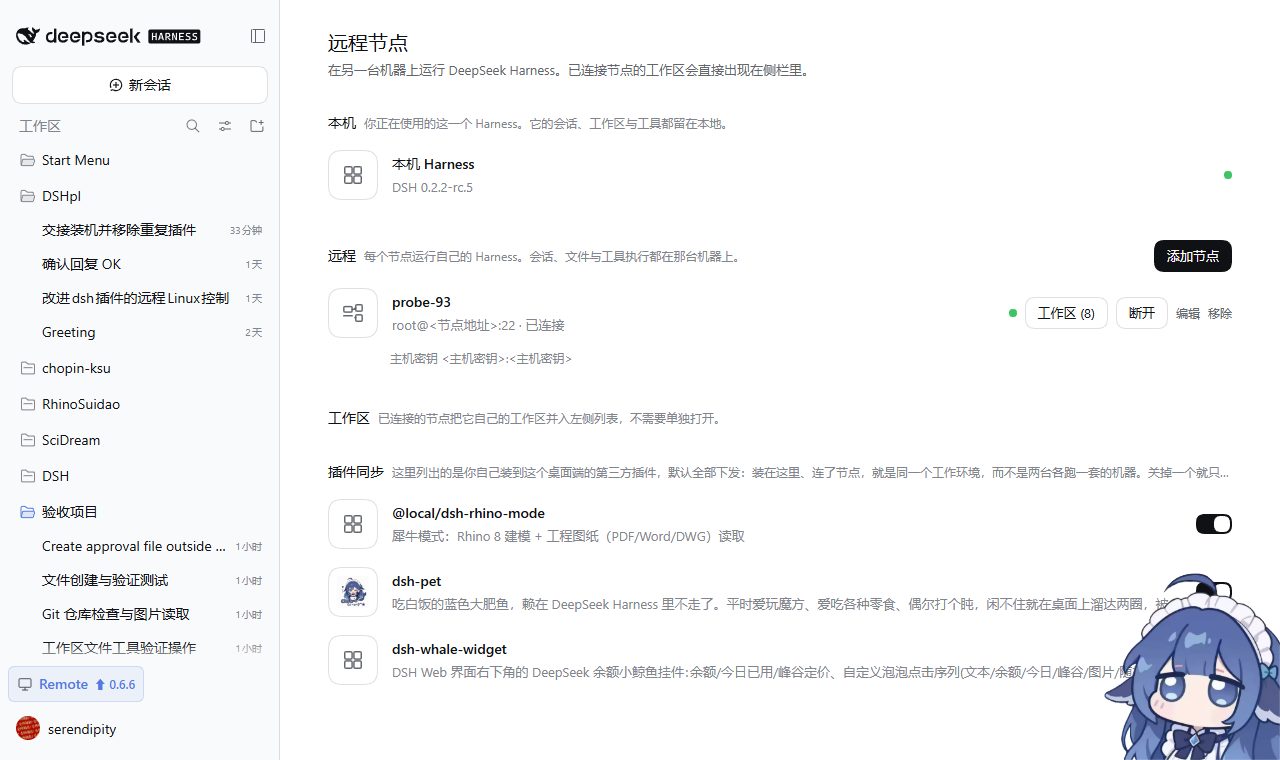 deepseek HARNESS
新会话
工作区
Start Menu
DSHpl
交接装机并移除重复插件 33分钟
确认回复 OK 1天
改进dsh插件的远程Linux控制 1天
Greeting 2天
chopin-ksu
RhinoSuidao
SciDream
DSH
验收项目
Create approval file outside ... 1小时
文件创建与验证测试 1小时
Git 仓库检查与图片读取 1小时
工作区文件工具验证操作 1小时
Remote 0.6.6
serendipity
远程节点
在另一台机器上运行 DeepSeek Harness。已连接节点的工作区会直接出现在侧栏里。
本机 你正在使用的这一个 Harness。它的会话、工作区与工具都留在本地。
本机 Harness
DSH 0.2.2-rc.5
远程 每个节点运行自己的 Harness。会话、文件与工具执行都在那台机器上。 添加节点
probe-93
root@<节点地址>:22 · 已连接
工作区 (8) 断开 编辑 移除
主机密钥 <主机密钥>:<主机密钥>
工作区 已连接的节点把它自己的工作区并入左侧列表，不需要单独打开。
插件同步 这里列出的是你自己装到这个桌面端的第三方插件，默认全部下发：装在这里、连了节点，就是同一个工作环境，而不是两台各跑一套的机器。关掉一个就只...
@local/dsh-rhino-mode
犀牛模式：Rhino 8 建模 + 工程图纸（PDF/Word/DWG）读取
dsh-pet
吃白饭的蓝色大肥鱼，赖在 DeepSeek Harness 里不走了。平时爱玩魔方、爱吃各种零食、偶尔打个盹，闲不住就在桌面上溜达两圈，被
dsh-whale-widget
DSH Web 界面右下角的 DeepSeek 余额小鲸鱼挂件:余额/今日已用/峰谷定价、自定义泡泡点击序列(文本/余额/今日/峰谷/图片/随